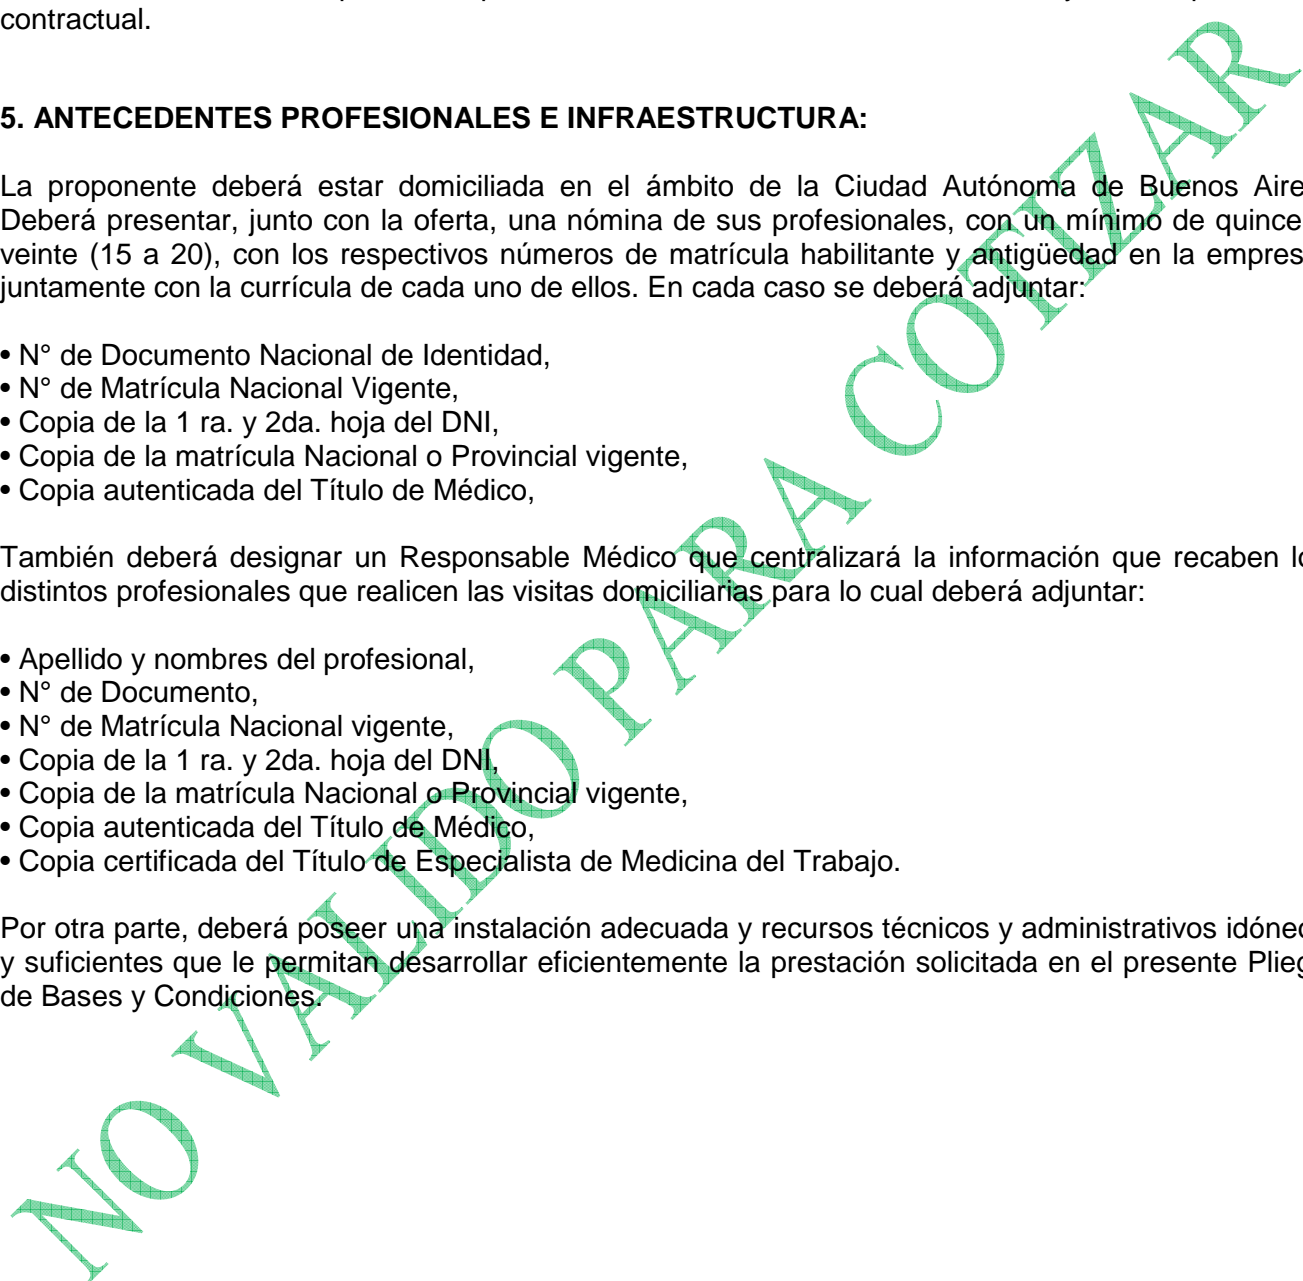 contractual.
5. ANTECEDENTES PROFESIONALES E INFRAESTRUCTURA:
La proponente deberá estar domiciliada en el ámbito de la Ciudad Autónoma de Buenos Aire
Deberá presentar, junto con la oferta, una nómina de sus profesionales, con un mínimo de quince
veinte (15 a 20), con los respectivos números de matrícula habilitante y antigüedad en la empres
juntamente con la currícula de cada uno de ellos. En cada caso se deberá adjuntar:
• N° de Documento Nacional de Identidad,
• N° de Matrícula Nacional Vigente,
• Copia de la 1 ra. y 2da. hoja del DNI,
• Copia de la matrícula Nacional o Provincial vigente,
• Copia autenticada del Título de Médico,
También deberá designar un Responsable Médico que centralizará la información que recaben lo
distintos profesionales que realicen las visitas domiciliarias para lo cual deberá adjuntar:
• Apellido y nombres del profesional,
• N° de Documento,
• N° de Matrícula Nacional vigente,
• Copia de la 1 ra. y 2da. hoja del DNI,
• Copia de la matrícula Nacional o Provincial vigente,
• Copia autenticada del Título de Médico,
• Copia certificada del Título de Especialista de Medicina del Trabajo.
Por otra parte, deberá poseer una instalación adecuada y recursos técnicos y administrativos idóneo
y suficientes que le permitan desarrollar eficientemente la prestación solicitada en el presente Plieg
de Bases y Condiciones.
NO VALIDO PARA COTIZAR